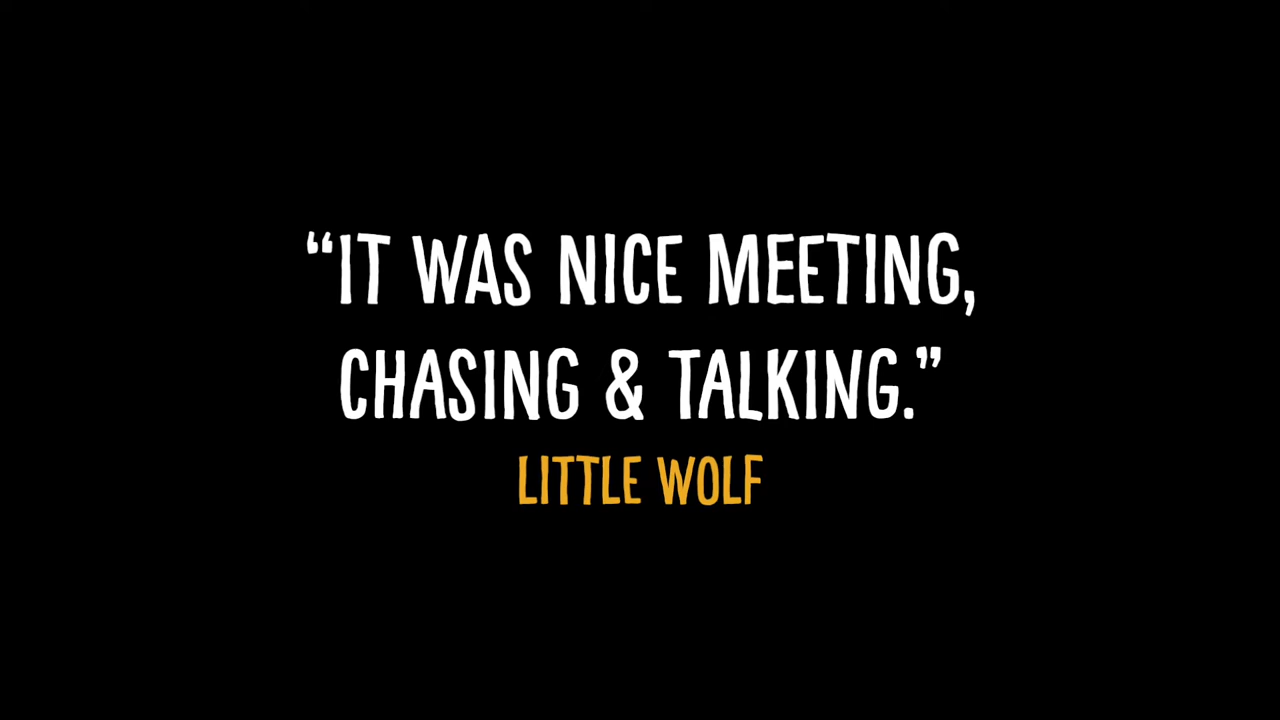 “IT WAS NICE MEETING,
CHASING & TALKING.”
LITTLE WOLF